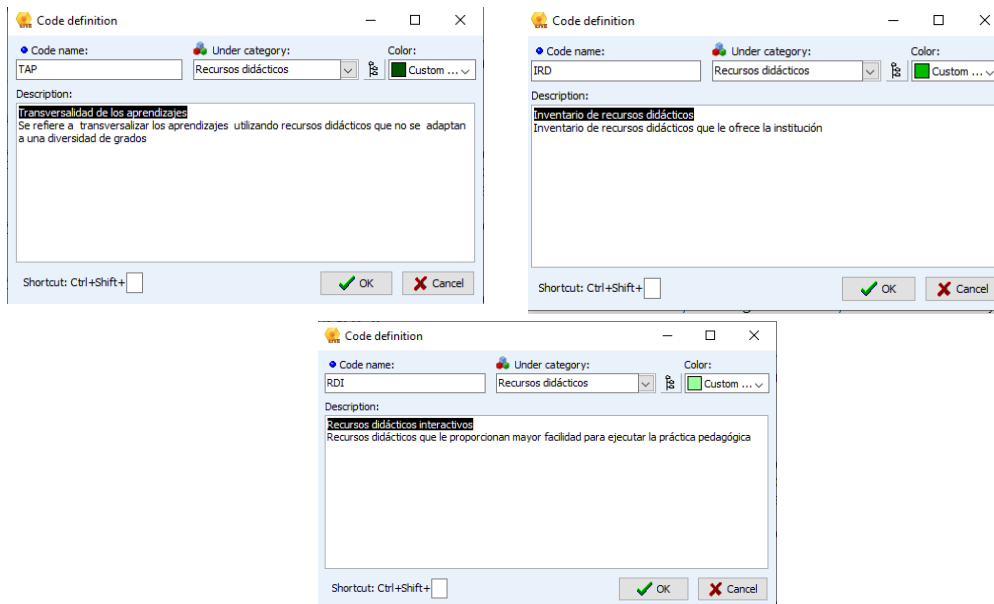 Code definition
Code name:
Under category:
Color:
TAP
Recursos didácticos
Custom ...
Description:
Transversalidad de los aprendizajes
Se refiere a transversalizar los aprendizajes utilizando recursos didácticos que no se adaptan
a una diversidad de grados
Shortcut: Ctrl+Shift+
OK
Cancel
Code definition
Code name:
Under category:
Color:
IRD
Recursos didácticos
Custom ...
Description:
Inventario de recursos didácticos
Inventario de recursos didácticos que le ofrece la institución
Shortcut: Ctrl+Shift+
OK
Cancel
Code definition
Code name:
Under category:
Color:
RDI
Recursos didácticos
Custom ...
Description:
Recursos didácticos interactivos
Recursos didácticos que le proporcionan mayor facilidad para ejecutar la práctica pedagógica
Shortcut: Ctrl+Shift+
OK
Cancel